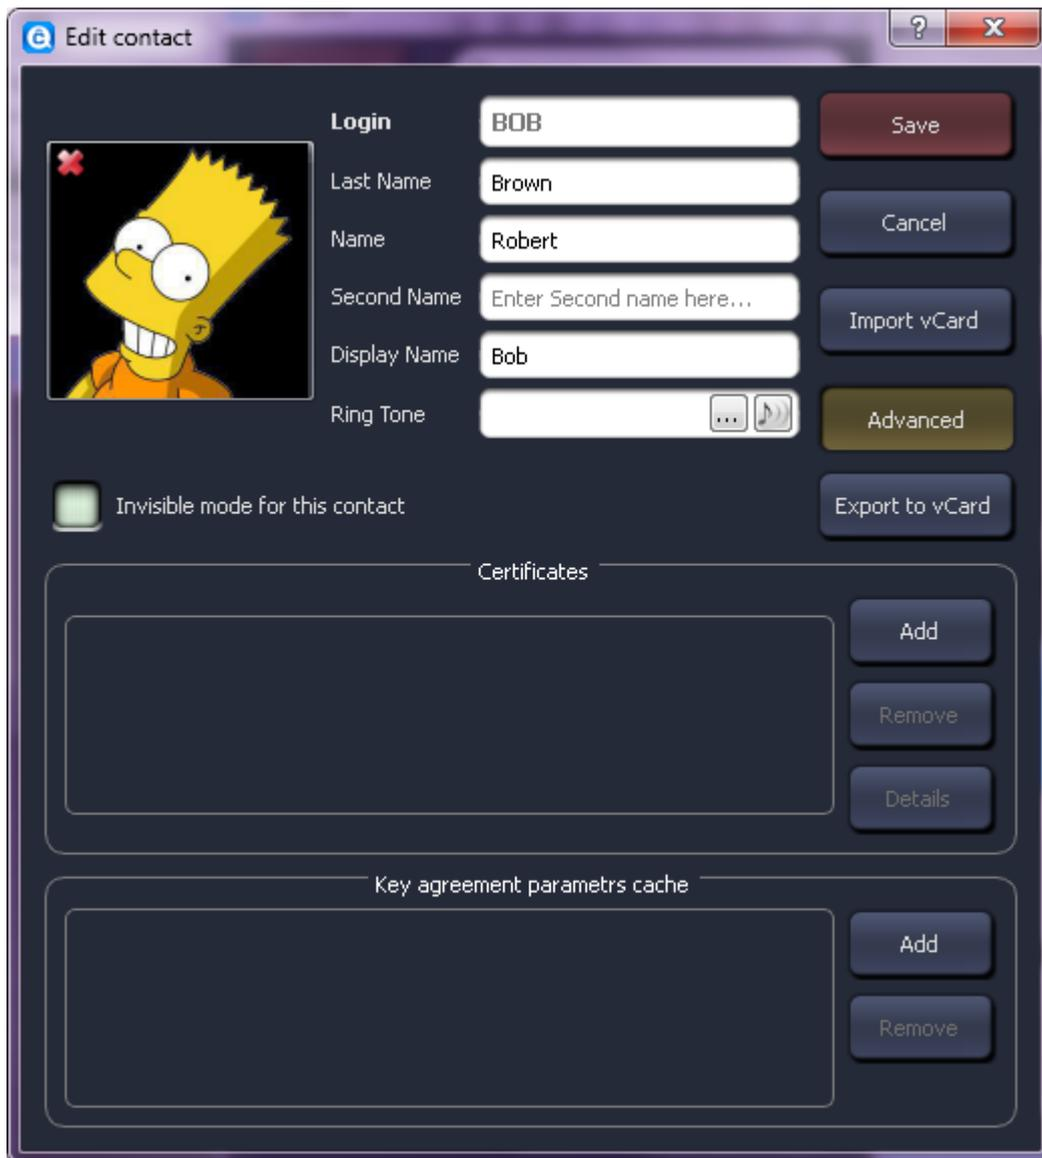 Edit contact
Login BOB Save
Last Name Brown
Name Robert Cancel
Second Name Enter Second name here...
Import vCard
Display Name Bob
Ring Tone ... Advanced
Invisible mode for this contact Export to vCard
Certificates
Add
Remove
Details
Key agreement parametrs cache
Add
Remove